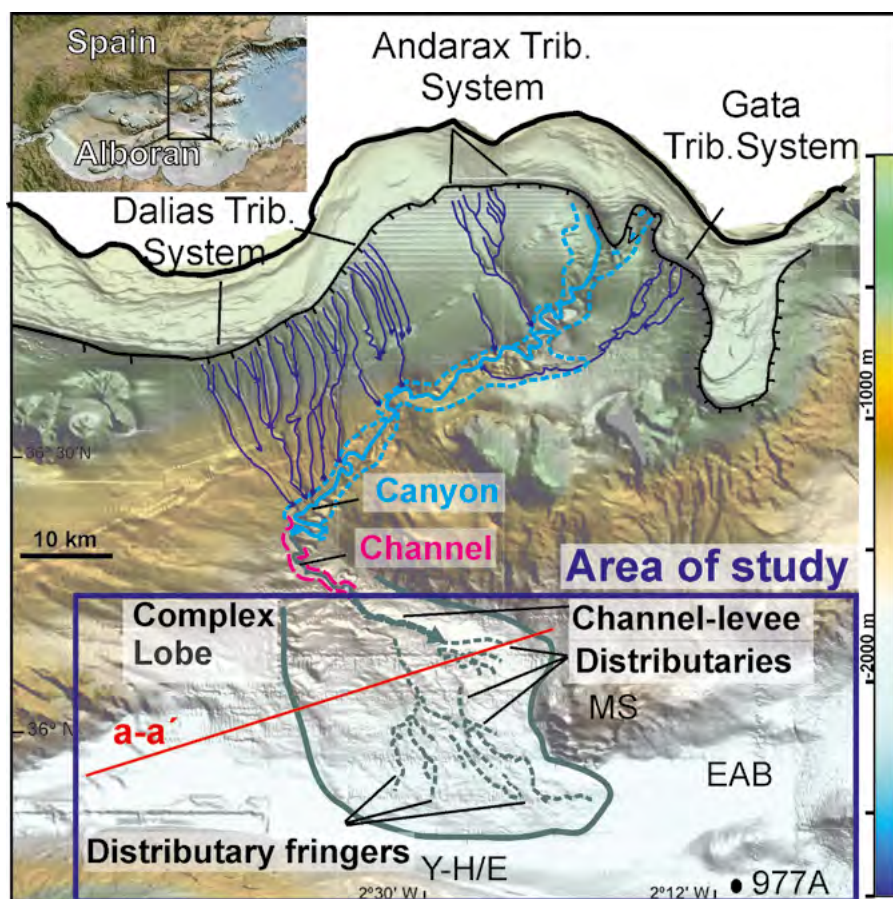 Spain
Alboran
Andarax Trib.
System
Gata
Trib.System
Dalias Trib.
System
-1000 m
36° 30'N
Canyon
10 km
Channel
Area of study
Complex
Lobe
Channel-levee
Distributaries
-2000 m
MS
36° N
a-a´
EAB
Distributary fringers
Y-H/E
2°30' W
2°12' W
977A